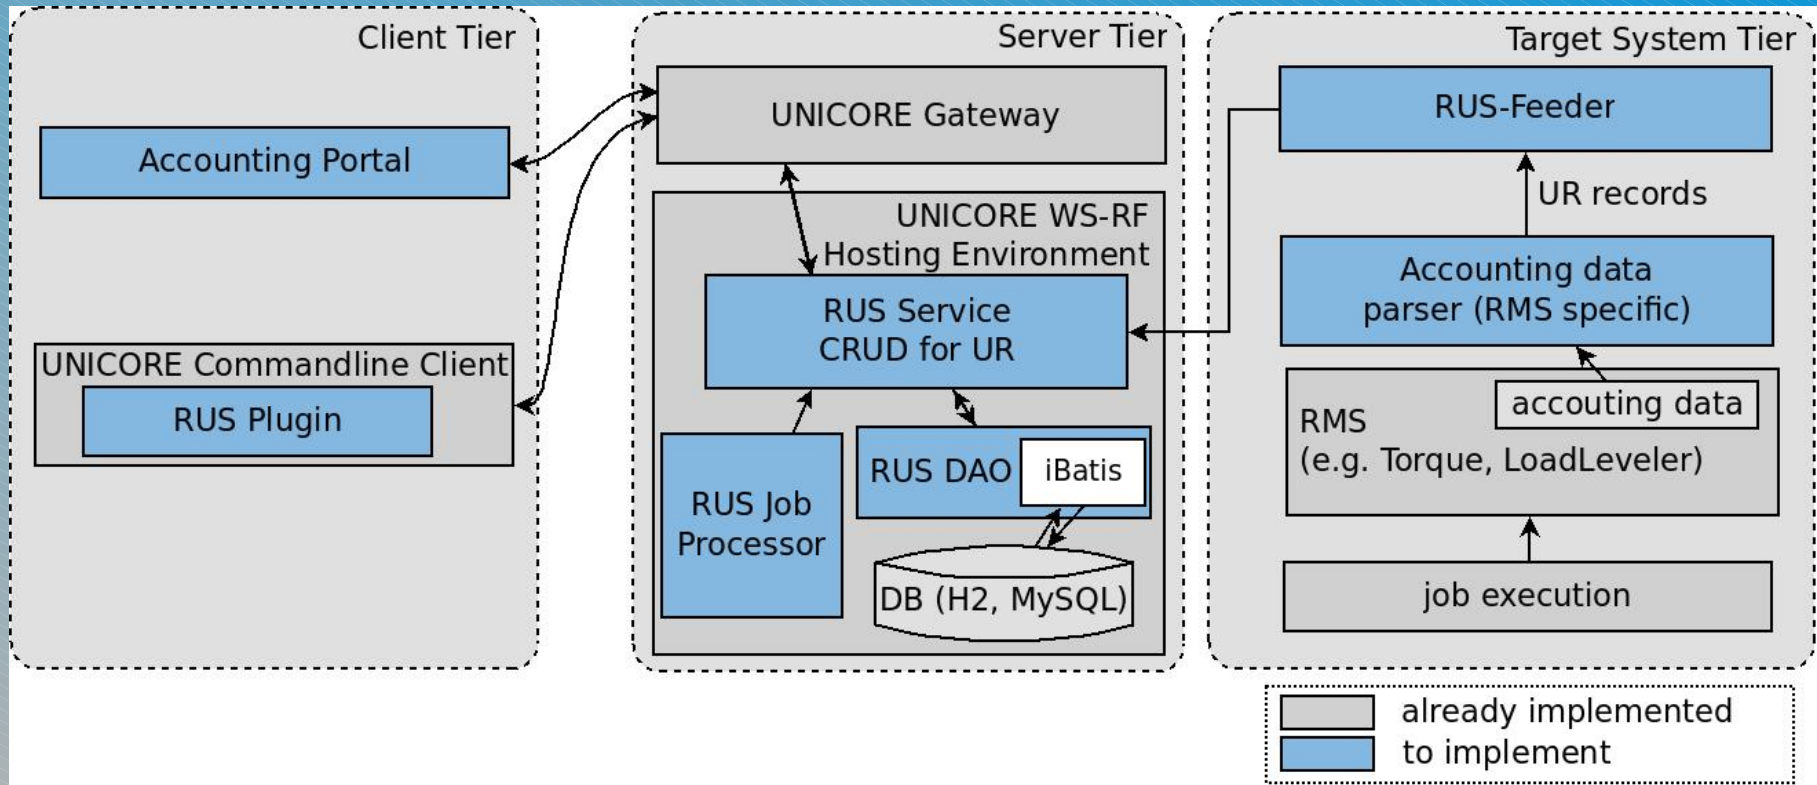 Client Tier
Accounting Portal
UNICORE Commandline Client
RUS Plugin
Server Tier
UNICORE Gateway
UNICORE WS-RF
Hosting Environment
RUS Service
CRUD for UR
RUS Job
Processor
RUS DAO
iBatis
DB (H2, MySQL)
Target System Tier
RUS-Feeder
UR records
Accounting data
parser (RMS specific)
accouting data
RMS
(e.g. Torque, LoadLeveler)
job execution
already implemented
to implement